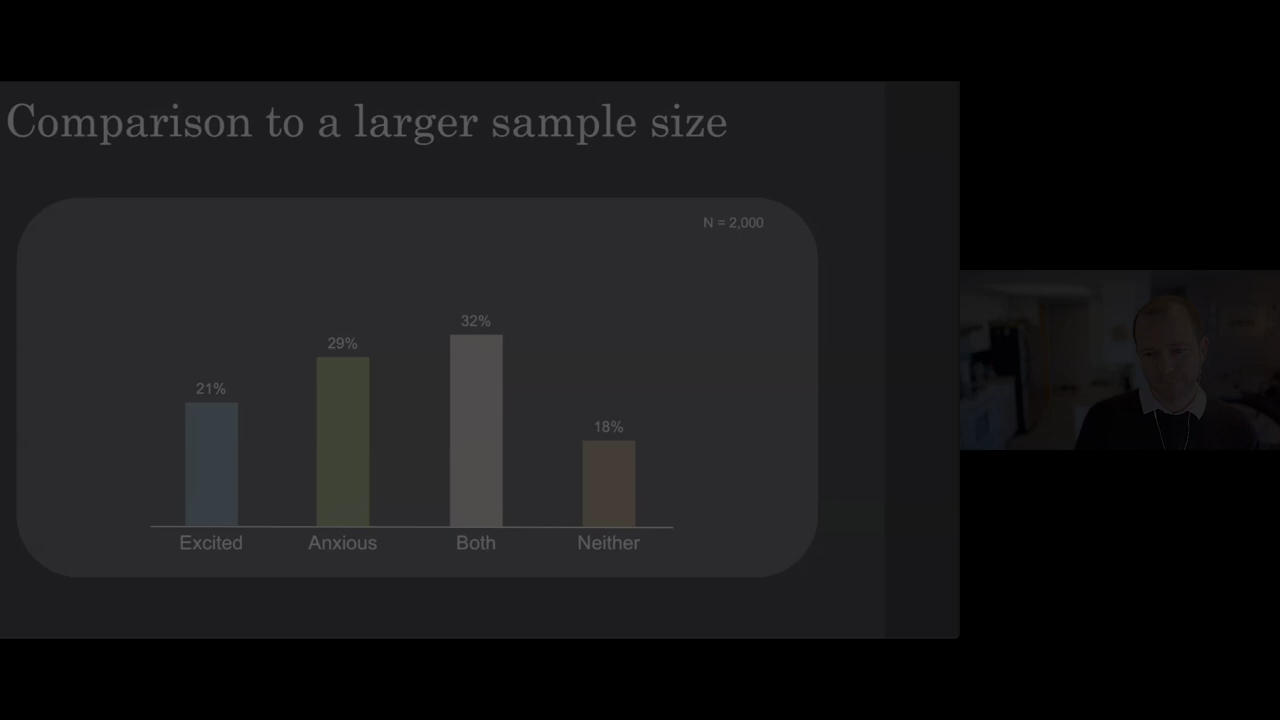 Comparison to a larger sample size
N = 2,000
32%
29%
21%
18%
Excited Anxious Both Neither